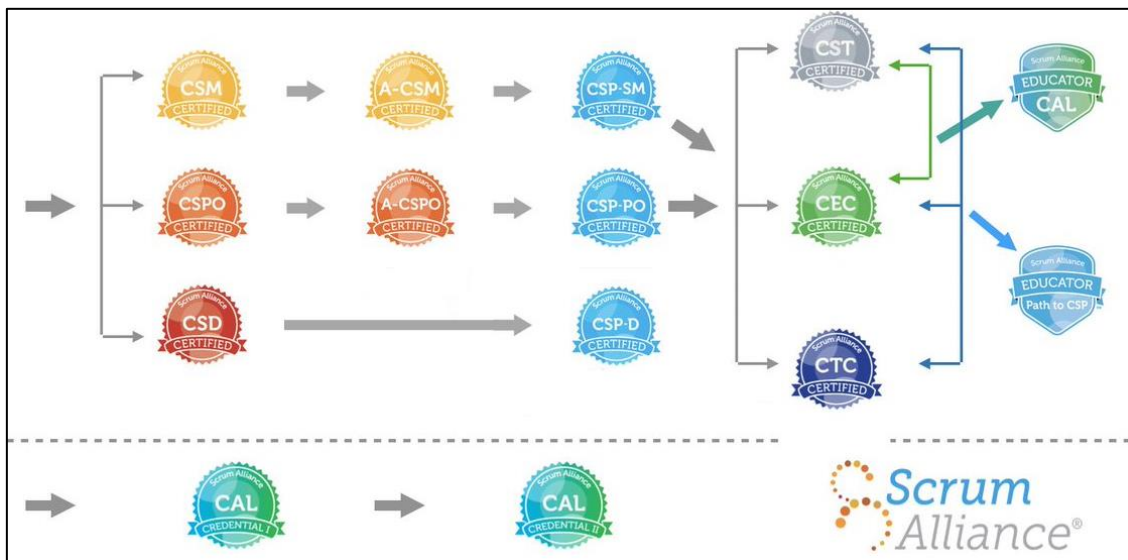 Scrum Alliance
CSM
CERTIFIED
Scrum Alliance
A-CSM
CERTIFIED
Scrum Alliance
CSP-SM
CERTIFIED
Scrum Alliance
CST
CERTIFIED
Scrum Alliance
EDUCATOR
CAL
Scrum Alliance
CSPO
CERTIFIED
Scrum Alliance
A-CSPO
CERTIFIED
Scrum Alliance
CSP-PO
CERTIFIED
Scrum Alliance
CEC
CERTIFIED
Scrum Alliance
EDUCATOR
Path to CSP
Scrum Alliance
CSD
CERTIFIED
Scrum Alliance
CSP-D
CERTIFIED
Scrum Alliance
CTC
CERTIFIED
Scrum Alliance
CAL
CREDENTIAL I
Scrum Alliance
CAL
CREDENTIAL II
Scrum
Alliance®